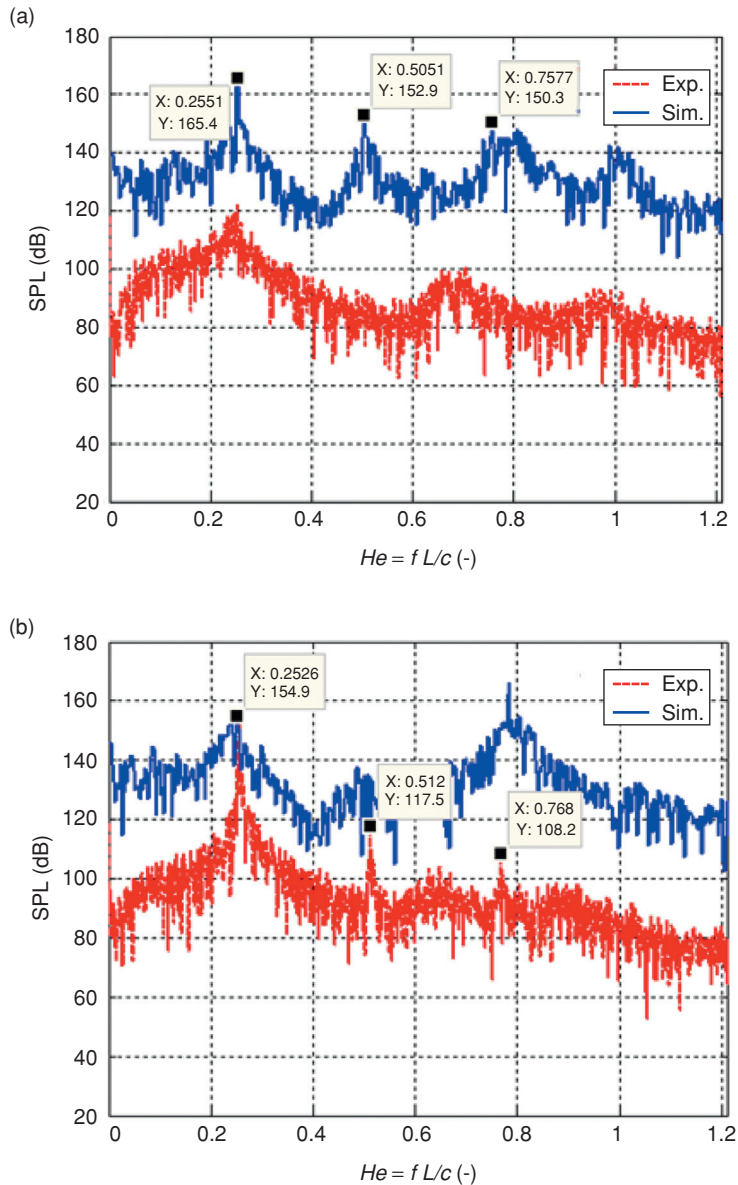 (a)
180
160
140
120
100
80
60
40
20
SPL (dB)
X: 0.2551
Y: 165.4
X: 0.5051
Y: 152.9
X: 0.7577
Y: 150.3
Exp.
Sim.
0
0.2
0.4
0.6
0.8
1
1.2
He = f L/c (-)
(b)
180
160
140
120
100
80
60
40
20
SPL (dB)
X: 0.2526
Y: 154.9
X: 0.512
Y: 117.5
X: 0.768
Y: 108.2
Exp.
Sim.
0
0.2
0.4
0.6
0.8
1
1.2
He = f L/c (-)